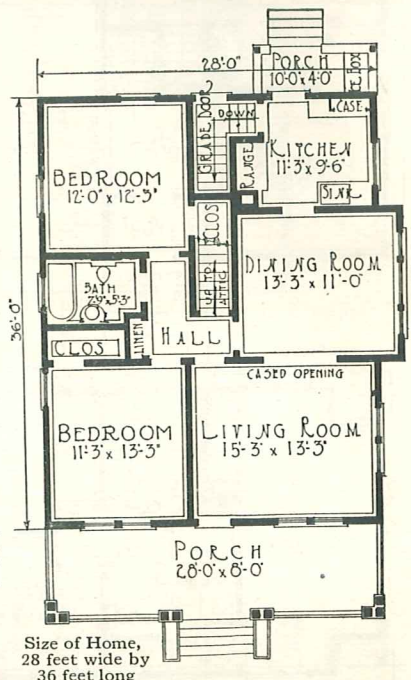 28'-0"
PORCH
10'-0" x 4'-0"
ICE BOX
CASE
GRADE DOOR
DOWN
KITCHEN
11'-3" x 9'-6"
RANGE
SINK
BEDROOM
12'-0" x 12'-3"
CLOS
UP TO
ATTIC
DINING ROOM
13'-3" x 11'-0"
BATH
36'-0"
LINEN
HALL
CLOS
CASED OPENING
BEDROOM
11'-3" x 13'-3"
LIVING ROOM
15'-3" x 13'-3"
PORCH
28'-0" x 8'-0"
Size of Home,
28 feet wide by
36 feet long